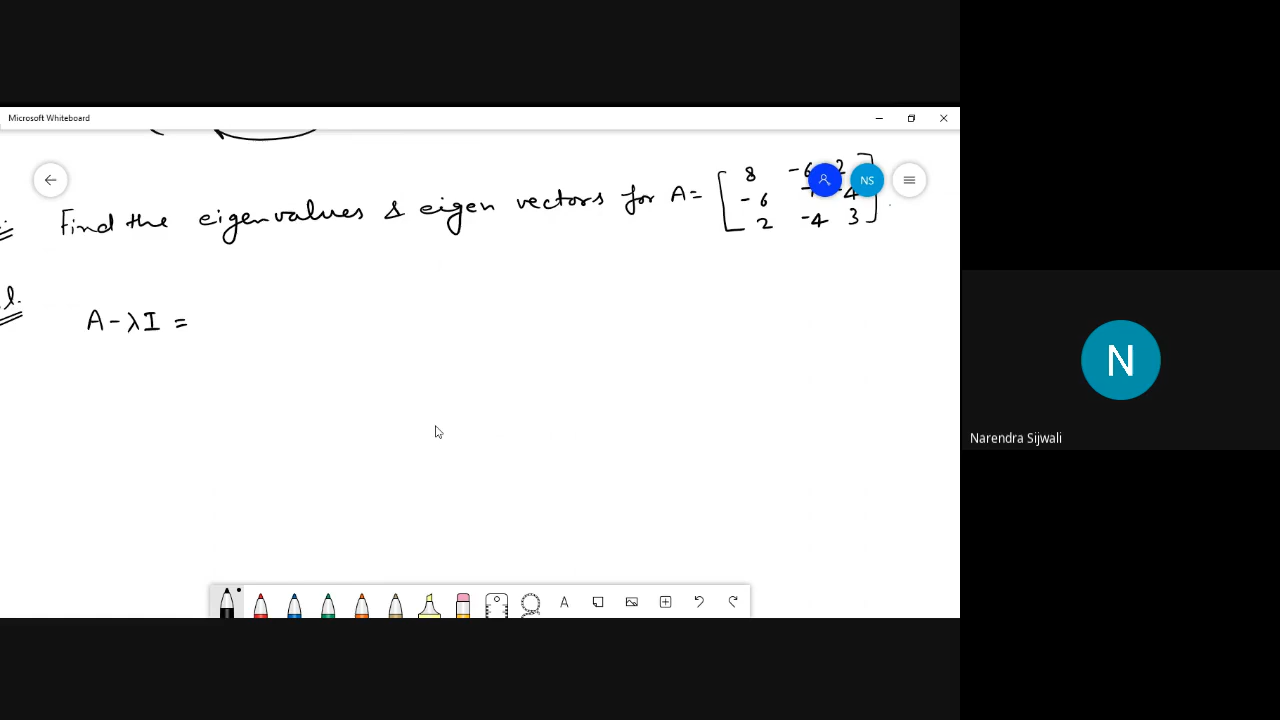 Microsoft Whiteboard
NS
Find the eigenvalues & eigen vectors for A=
8 -6 2
-6 -4
2 -4 3
l.
A-λI =
N
Narendra Sijwali
A